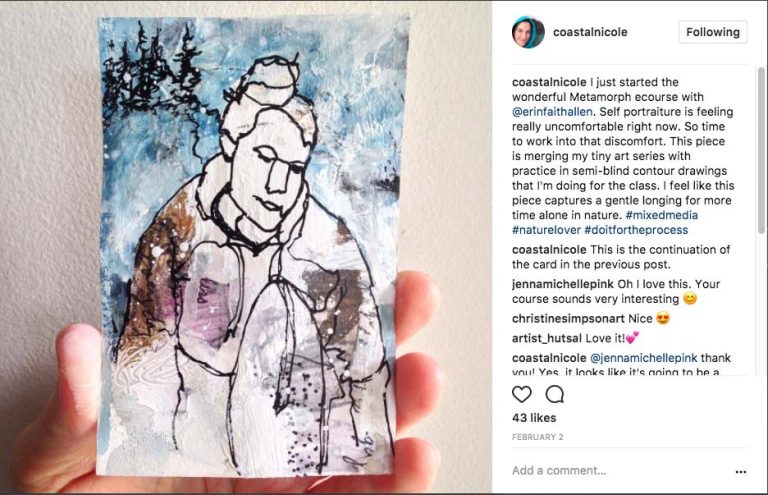 coastalnicole
Following
coastalnicole I just started the
wonderful Metamorph ecourse with
@erinfaithallen. Self portraiture is feeling
really uncomfortable right now. So time
to work into that discomfort. This piece
is merging my tiny art series with
practice in semi-blind contour drawings
that I'm doing for the class. I feel like this
piece captures a gentle longing for more
time alone in nature. #mixedmedia
#naturelover #doitfortheprocess
coastalnicole This is the continuation of
the card in the previous post.
jennamichellepink Oh I love this. Your
course sounds very interesting 😊
christinesimpsonart Nice 😍
artist_hutsal Love it!💕
coastalnicole @jennamichellepink thank
you! Yes, it looks like it's going to be a
43 likes
FEBRUARY 2
Add a comment...